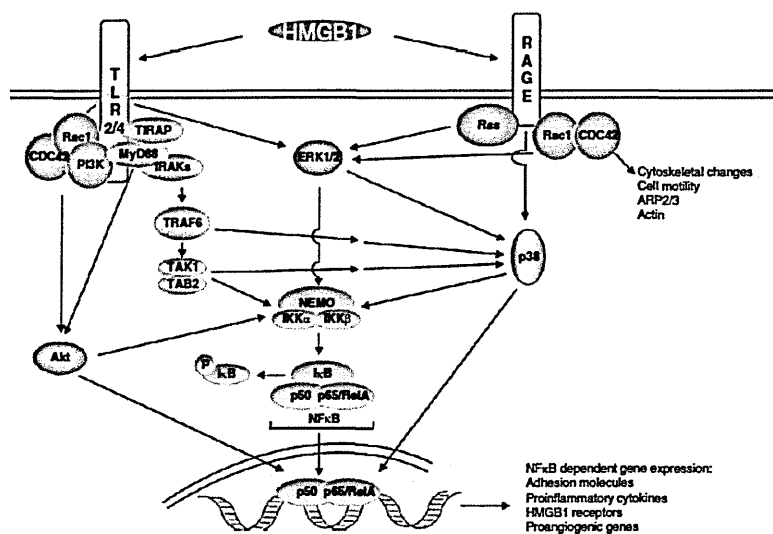 HMGB1
TLR
2/4
RAGE
Rac1
TIRAP
CDC42
PI3K
MyD88
IRAKs
ERK1/2
Ras
Rac1
CDC42
Cytoskeletal changes
Cell motility
ARP2/3
Actin
TRAF6
TAK1
TAB2
p38
NEMO
IKKα
IKKβ
Akt
P
IκB
IκB
p50
p65/RelA
NFκB
p50
p65/RelA
NFκB dependent gene expression:
Adhesion molecules
Proinflammatory cytokines
HMGB1 receptors
Proangiogenic genes